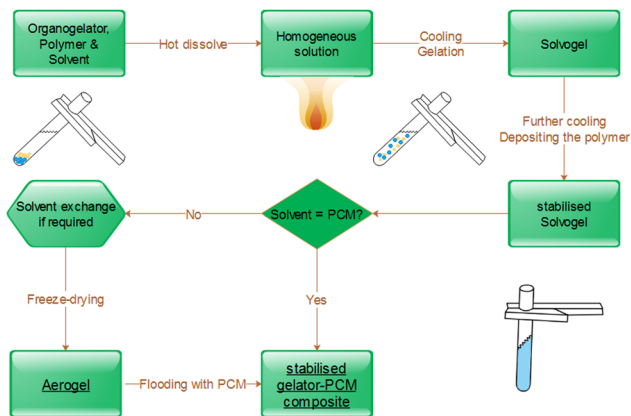 Organogelator,
Polymer &
Solvent
Hot dissolve
Homogeneous
solution
Cooling
Gelation
Solvogel
Further cooling
Depositing the polymer
stabilised
Solvogel
Solvent = PCM?
No
Solvent exchange
if required
Freeze-drying
Yes
Aerogel
Flooding with PCM
stabilised
gelator-PCM
composite